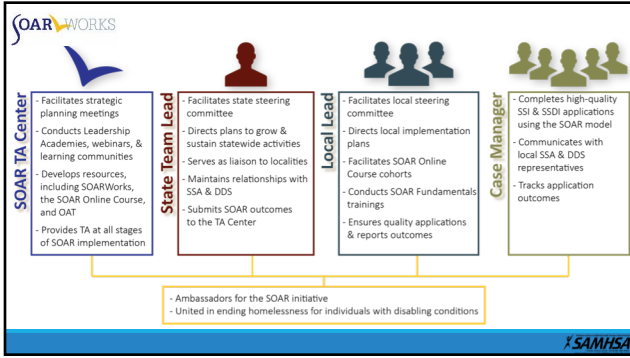 SOAR WORKS
SOAR TA Center
- Facilitates strategic
planning meetings
- Conducts Leadership
Academies, webinars, &
learning communities
- Develops resources,
including SOARWorks,
the SOAR Online Course,
and OAT
- Provides TA at all stages
of SOAR implementation
State Team Lead
- Facilitates state steering
committee
- Directs plans to grow &
sustain statewide activities
- Serves as liaison to localities
- Maintains relationships with
SSA & DDS
- Submits SOAR outcomes
to the TA Center
Local Lead
- Facilitates local steering
committee
- Directs local implementation
plans
- Facilitates SOAR Online
Course cohorts
- Conducts SOAR Fundamentals
trainings
- Ensures quality applications
& reports outcomes
Case Manager
- Completes high-quality
SSI & SSDI applications
using the SOAR model
- Communicates with
local SSA & DDS
representatives
- Tracks application
outcomes
- Ambassadors for the SOAR initiative
- United in ending homelessness for individuals with disabling conditions
SAMHSA